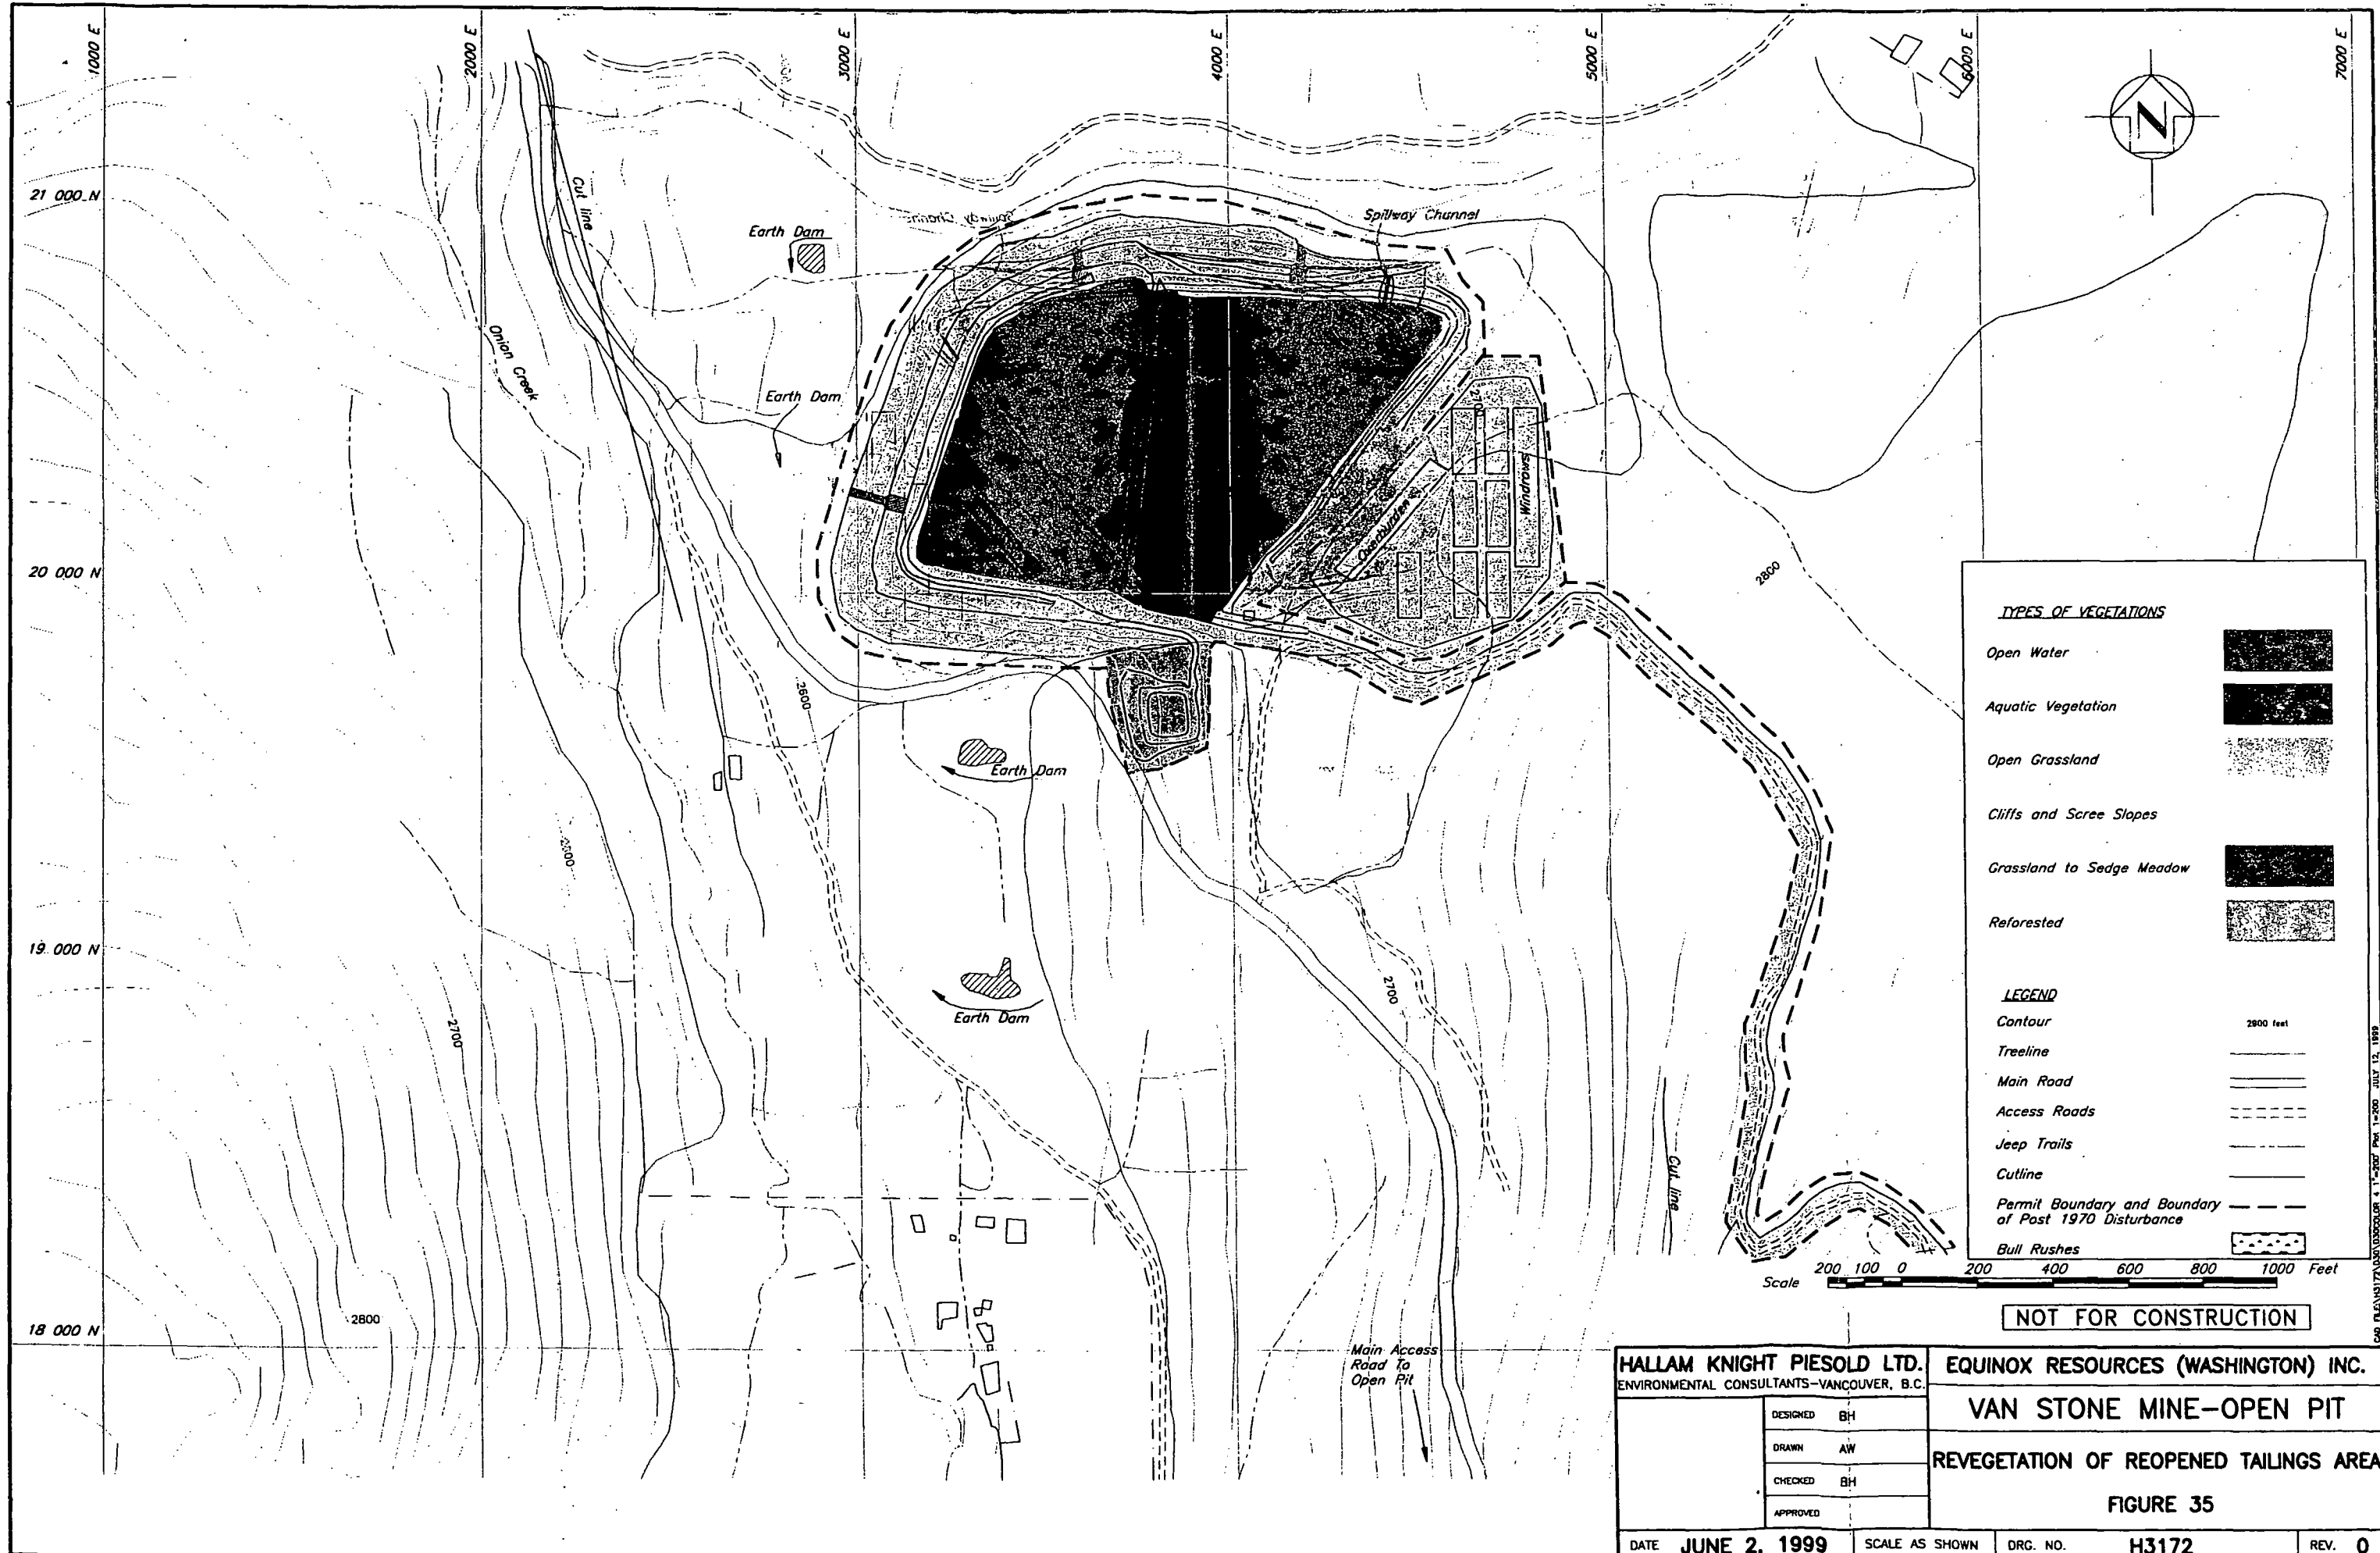 1000 E
2000 E
3000 E
4000 E
5000 E
6000 E
7000 E
N
21 000 N
20 000 N
19 000 N
18 000 N
Cut line
Onion Creek
Earth Dam
Spillway Channel
Spillway Channel
Earth Dam
2700
Overburden
Windrows
2800
2600
Earth Dam
Earth Dam
2700
2700
2800
Cut line
Main Access
Road To
Open Pit
TYPES OF VEGETATIONS
Open Water
Aquatic Vegetation
Open Grassland
Cliffs and Scree Slopes
Grassland to Sedge Meadow
Reforested
LEGEND
Contour 2900 feet
Treeline
Main Road
Access Roads
Jeep Trails
Cutline
Permit Boundary and Boundary
of Post 1970 Disturbance
Bull Rushes
Scale 200 100 0 200 400 600 800 1000 Feet
NOT FOR CONSTRUCTION
HALLAM KNIGHT PIESOLD LTD.
ENVIRONMENTAL CONSULTANTS-VANCOUVER, B.C.
EQUINOX RESOURCES (WASHINGTON) INC.
VAN STONE MINE-OPEN PIT
DESIGNED BH
DRAWN AW
CHECKED BH
APPROVED
REVEGETATION OF REOPENED TAILINGS AREA
FIGURE 35
DATE JUNE 2, 1999
SCALE AS SHOWN
DRG. NO. H3172
REV. 0
JULY 12, 1999